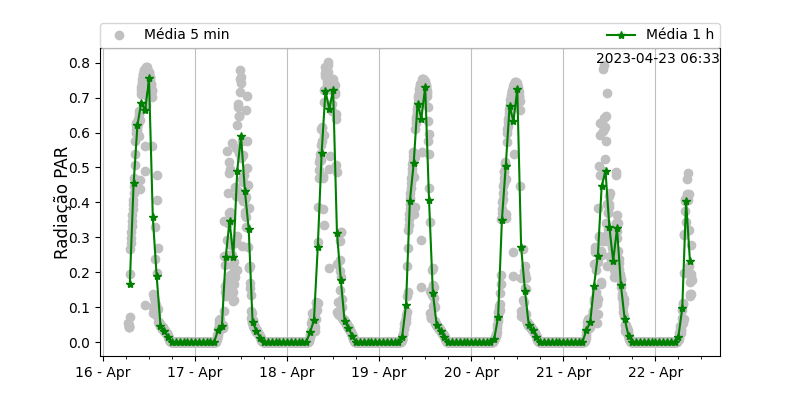 Média 5 min
Média 1 h
2023-04-23 06:33
Radiação PAR
0.8
0.7
0.6
0.5
0.4
0.3
0.2
0.1
0.0
16 - Apr
17 - Apr
18 - Apr
19 - Apr
20 - Apr
21 - Apr
22 - Apr